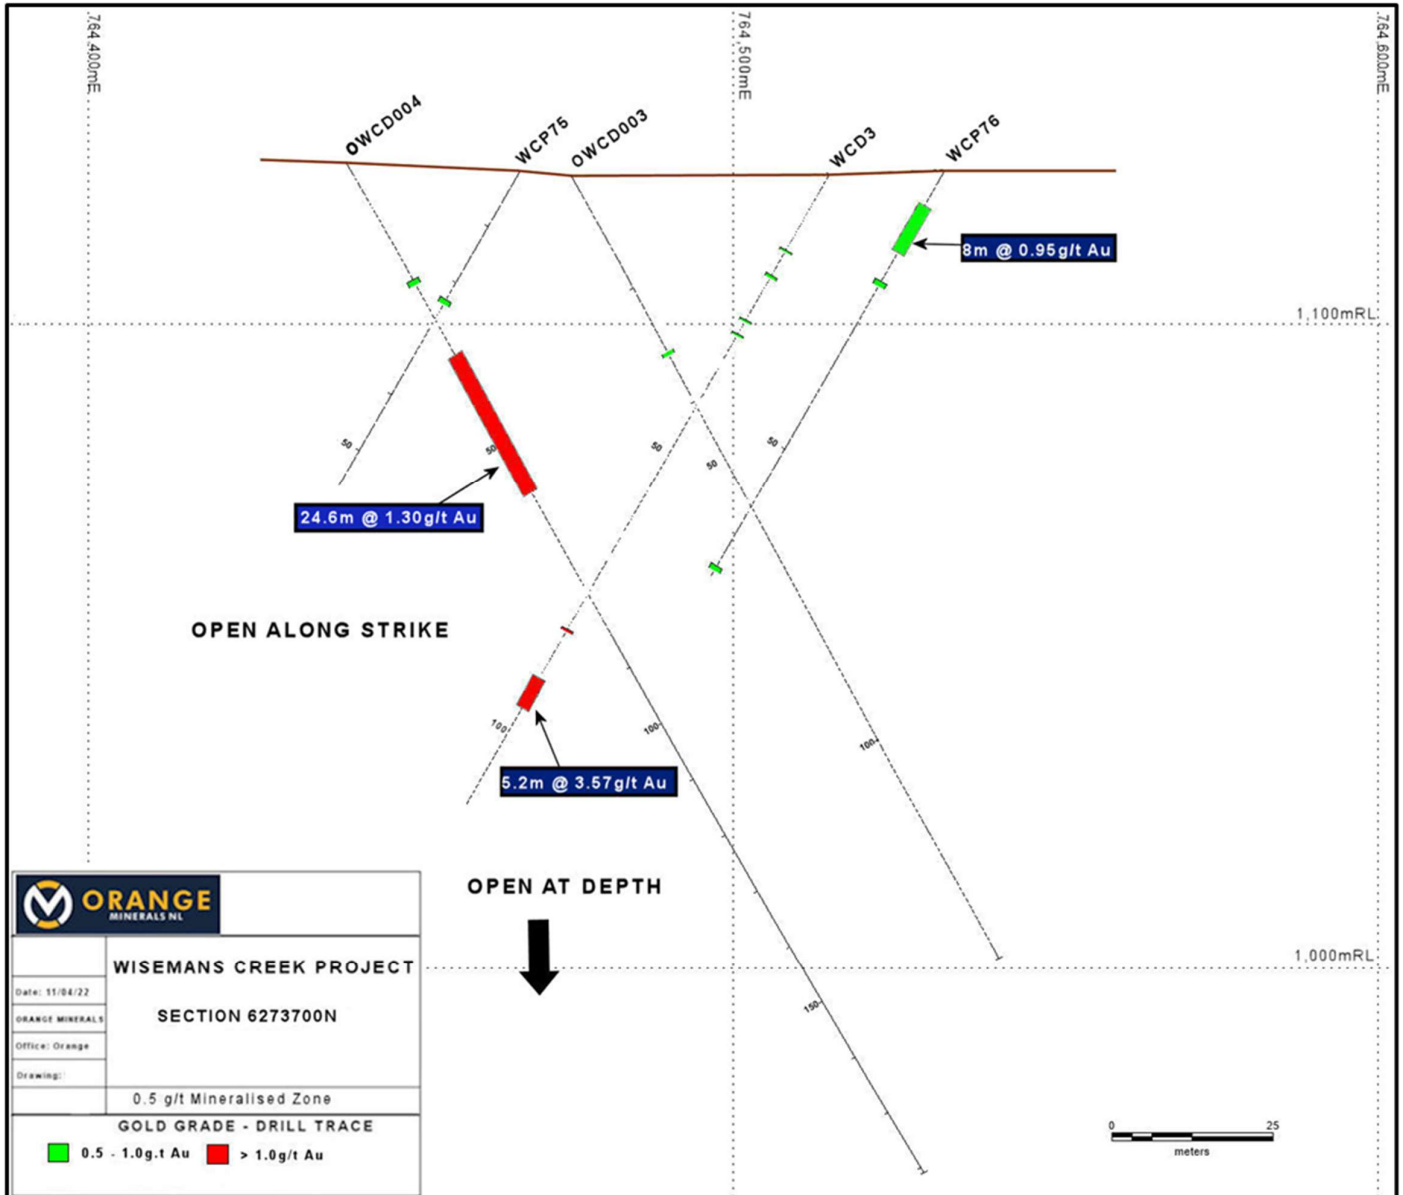 764,400mE
764,500mE
764,600mE
OWCD004
WCP75
OWCD003
WCD3
WCP76
8m @ 0.95g/t Au
1,100mRL
50
50
50
50
50
24.6m @ 1.30g/t Au
OPEN ALONG STRIKE
100
100
100
5.2m @ 3.57g/t Au
OPEN AT DEPTH
1,000mRL
150
ORANGE
MINERALS NL
WISEMANS CREEK PROJECT
SECTION 6273700N
Date: 11/04/22
ORANGE MINERALS
Office: Orange
Drawing:
0.5 g/t Mineralised Zone
GOLD GRADE - DRILL TRACE
0.5 - 1.0g.t Au
> 1.0g/t Au
0
25
meters